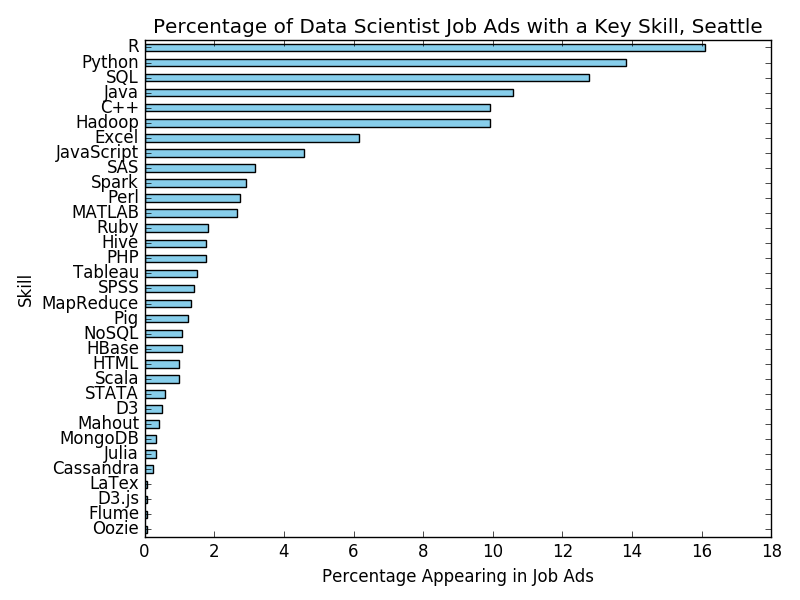 Percentage of Data Scientist Job Ads with a Key Skill, Seattle
R
Python
SQL
Java
C++
Hadoop
Excel
JavaScript
SAS
Spark
Perl
MATLAB
Ruby
Hive
PHP
Tableau
SPSS
MapReduce
Pig
NoSQL
HBase
HTML
Scala
STATA
D3
Mahout
MongoDB
Julia
Cassandra
LaTex
D3.js
Flume
Oozie
Skill
0 2 4 6 8 10 12 14 16 18
Percentage Appearing in Job Ads